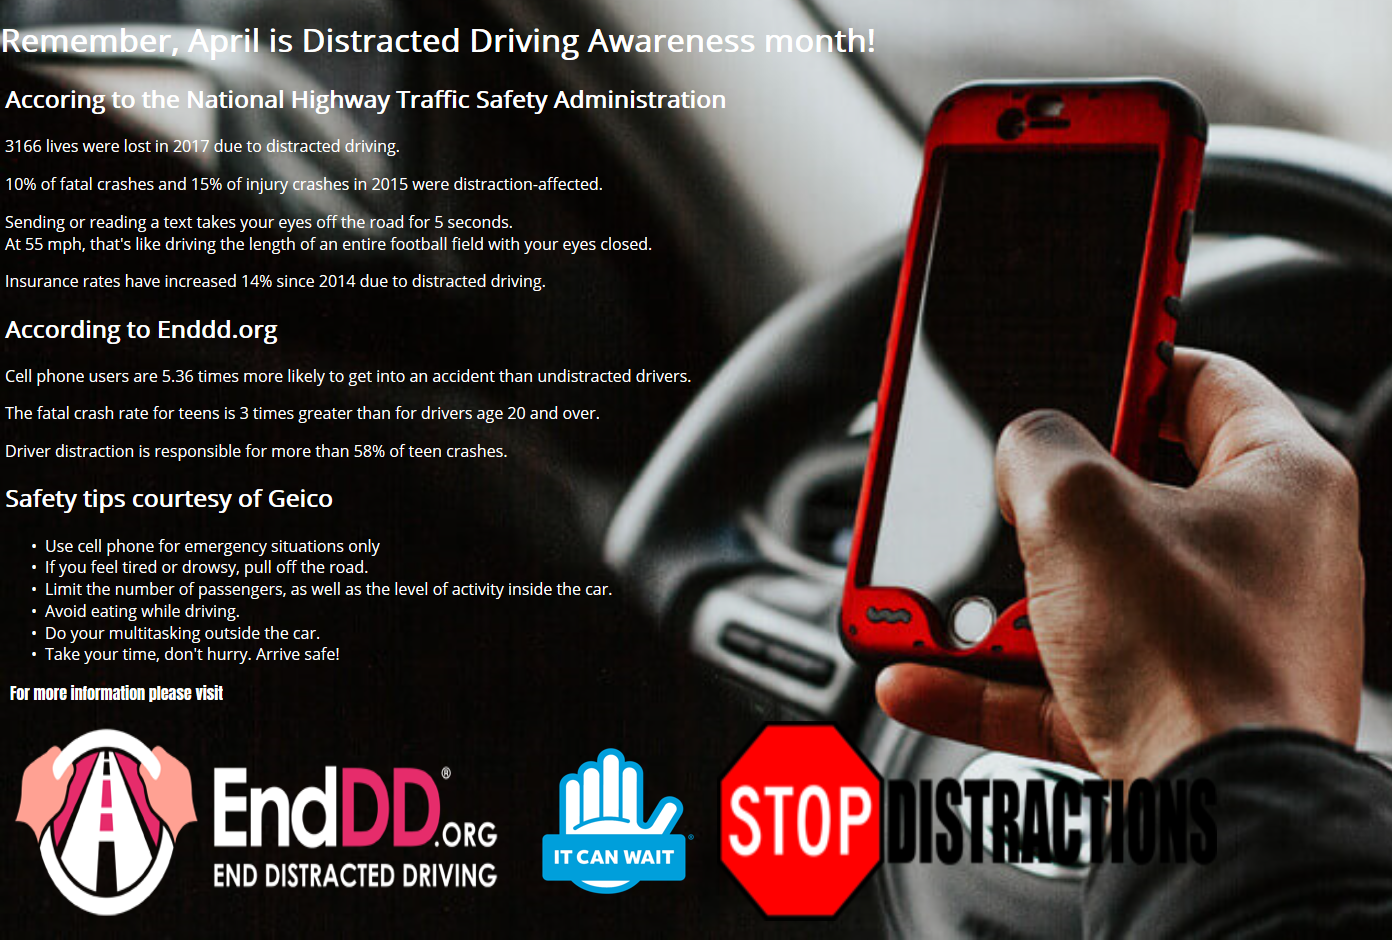 Remember, April is Distracted Driving Awareness month!
Accoring to the National Highway Traffic Safety Administration
3166 lives were lost in 2017 due to distracted driving.
10% of fatal crashes and 15% of injury crashes in 2015 were distraction-affected.
Sending or reading a text takes your eyes off the road for 5 seconds.
At 55 mph, that's like driving the length of an entire football field with your eyes closed.
Insurance rates have increased 14% since 2014 due to distracted driving.
According to Enddd.org
Cell phone users are 5.36 times more likely to get into an accident than undistracted drivers.
The fatal crash rate for teens is 3 times greater than for drivers age 20 and over.
Driver distraction is responsible for more than 58% of teen crashes.
Safety tips courtesy of Geico
• Use cell phone for emergency situations only
• If you feel tired or drowsy, pull off the road.
• Limit the number of passengers, as well as the level of activity inside the car.
• Avoid eating while driving.
• Do your multitasking outside the car.
• Take your time, don't hurry. Arrive safe!
For more information please visit
EndDD.ORG®
END DISTRACTED DRIVING
IT CAN WAIT®
STOP DISTRACTIONS